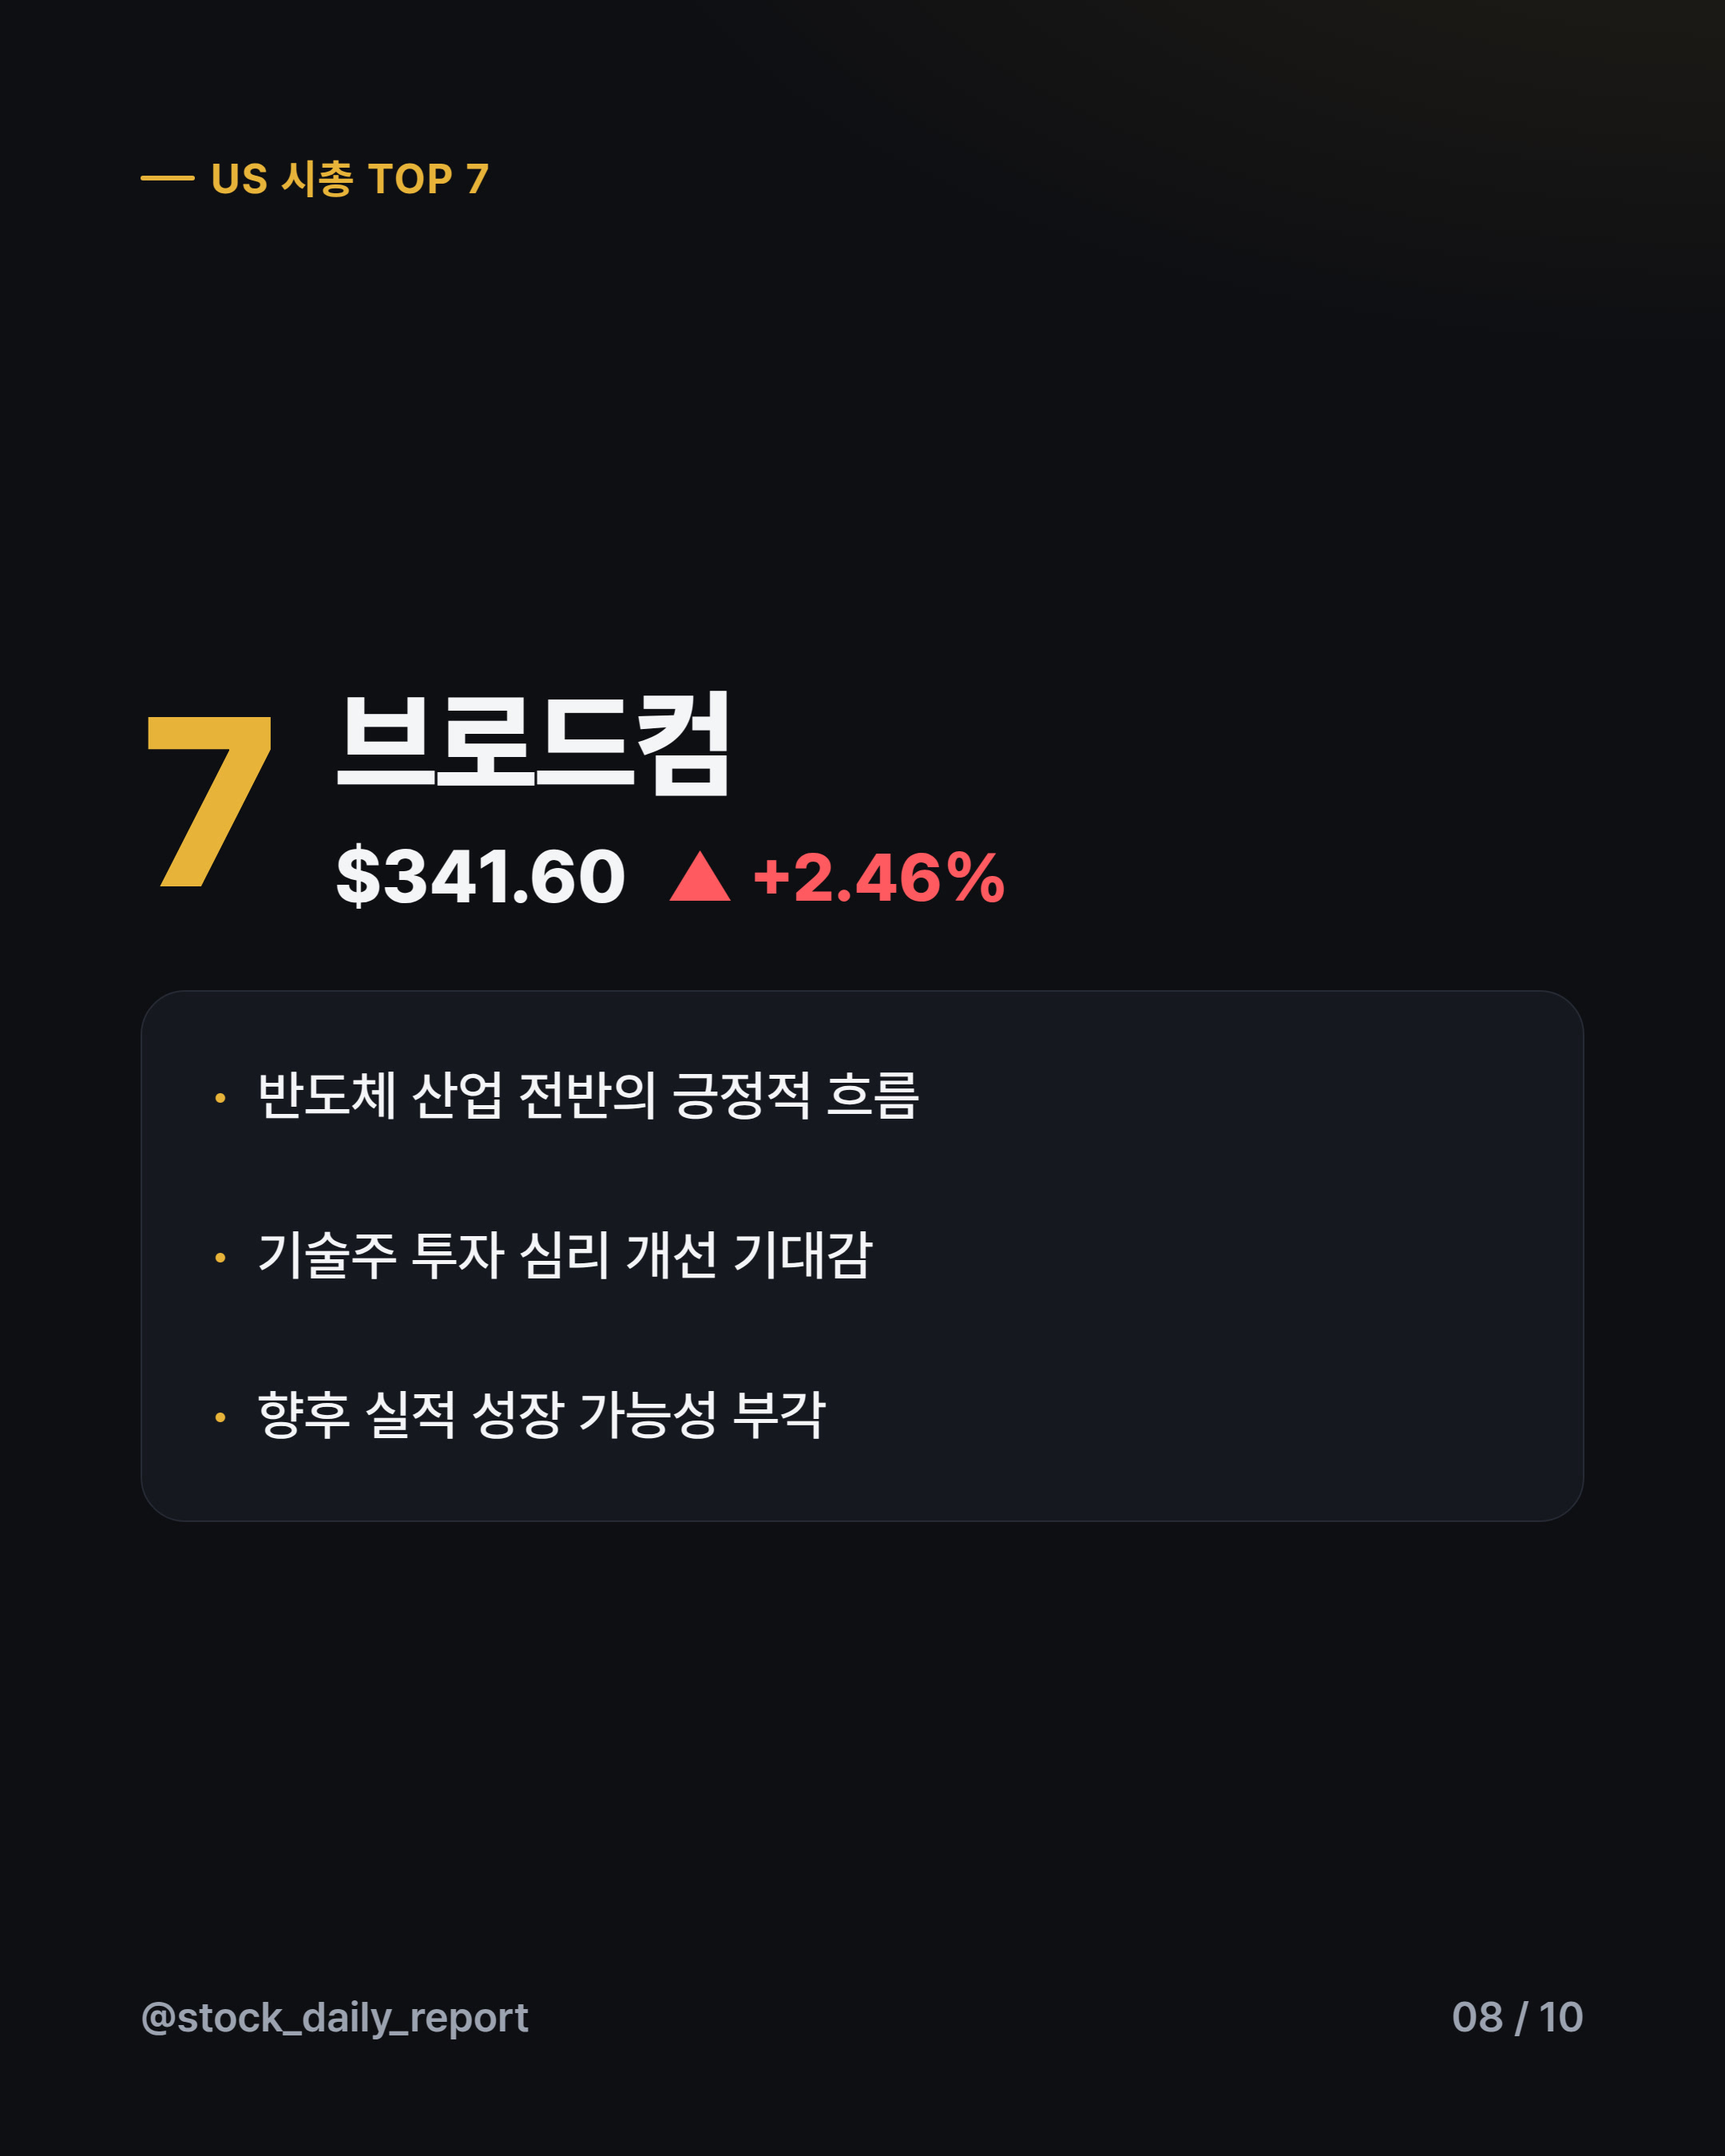 US 시총 TOP 7
7
브로드컴
$341.60 ▲ +2.46%
• 반도체 산업 전반의 긍정적 흐름
• 기술주 투자 심리 개선 기대감
• 향후 실적 성장 가능성 부각
@stock_daily_report
08 / 10